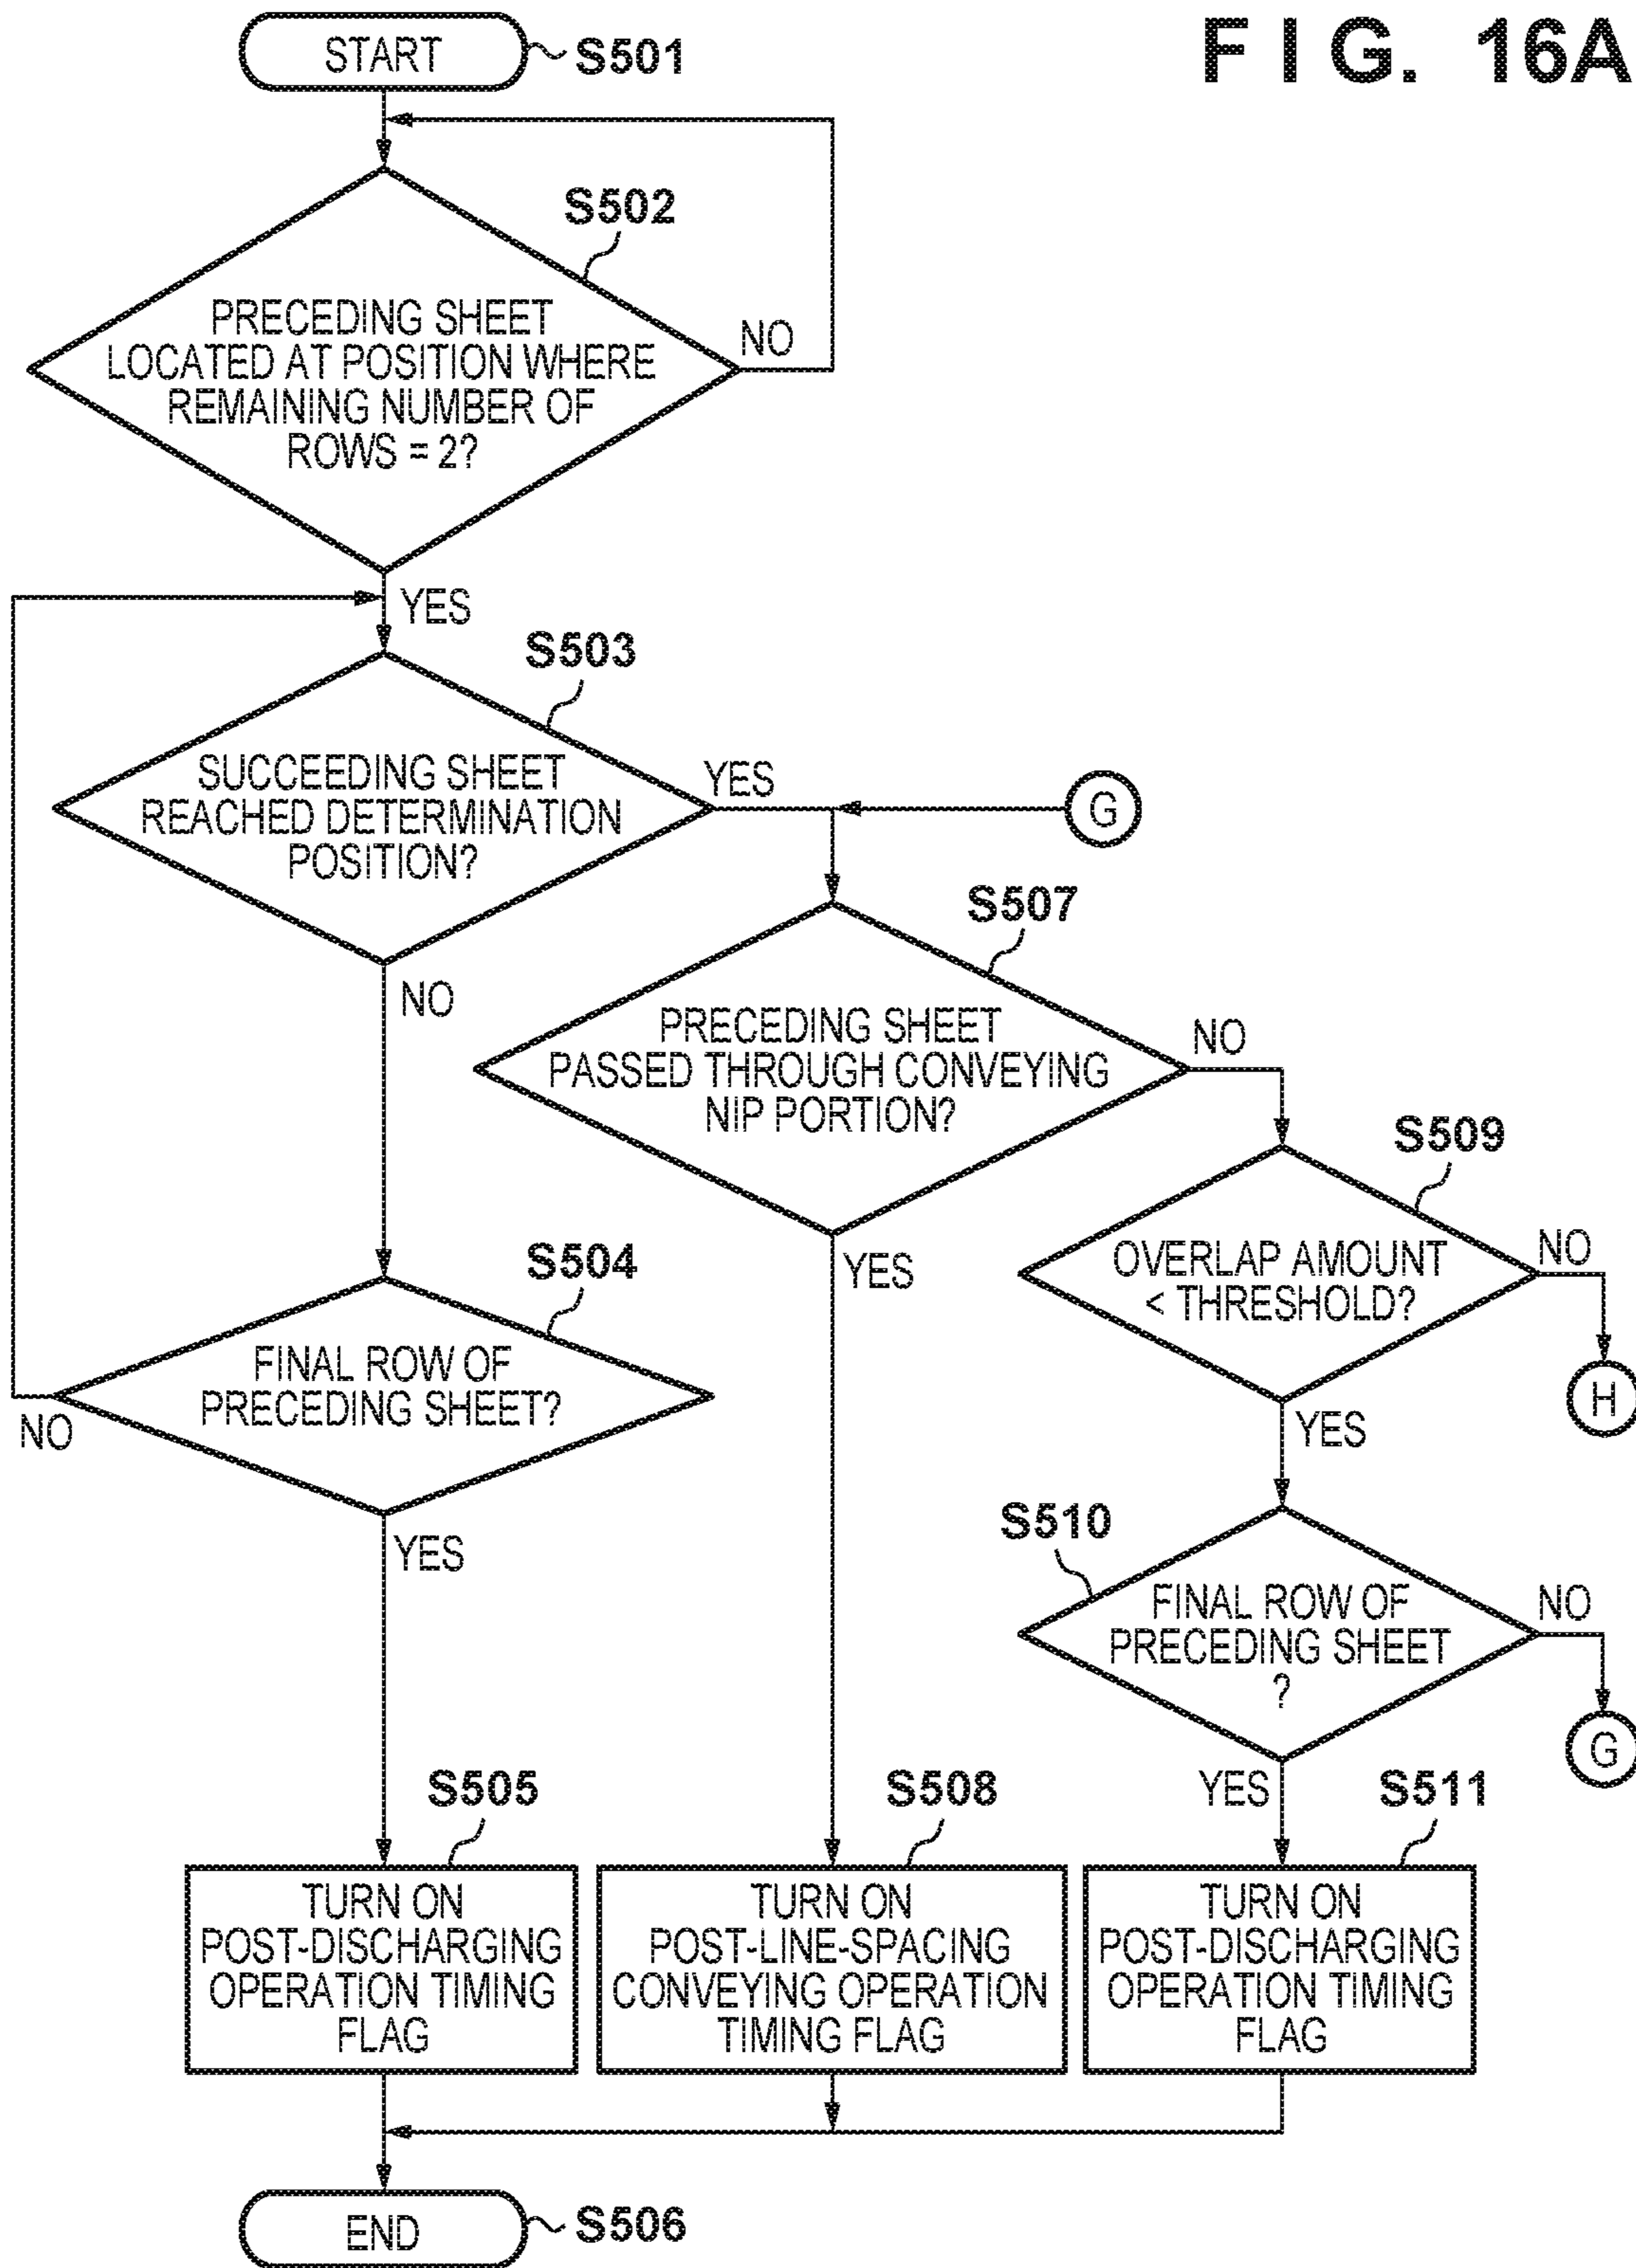 FIG. 16A
START
S501
S502
PRECEDING SHEET
LOCATED AT POSITION WHERE
REMAINING NUMBER OF
ROWS = 2?
NO
YES
S503
SUCCEEDING SHEET
REACHED DETERMINATION
POSITION?
YES
G
NO
S507
PRECEDING SHEET
PASSED THROUGH CONVEYING
NIP PORTION?
NO
YES
S509
OVERLAP AMOUNT
< THRESHOLD?
NO
H
YES
S504
FINAL ROW OF
PRECEDING SHEET?
NO
YES
S510
FINAL ROW OF
PRECEDING SHEET
?
NO
G
YES
S505
TURN ON
POST-DISCHARGING
OPERATION TIMING
FLAG
S508
TURN ON
POST-LINE-SPACING
CONVEYING OPERATION
TIMING FLAG
S511
TURN ON
POST-DISCHARGING
OPERATION TIMING
FLAG
END
S506